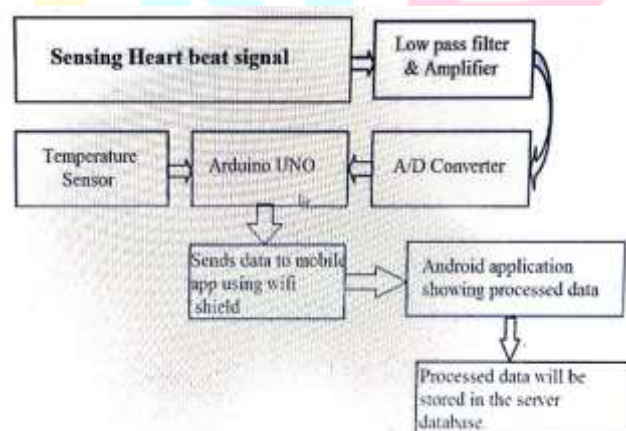 Sensing Heart beat signal
Low pass filter
& Amplifier
Temperature
Sensor
Arduino UNO
A/D Converter
Sends data to mobile
app using wifi
shield
Android application
showing processed data
Processed data will be
stored in the server
database